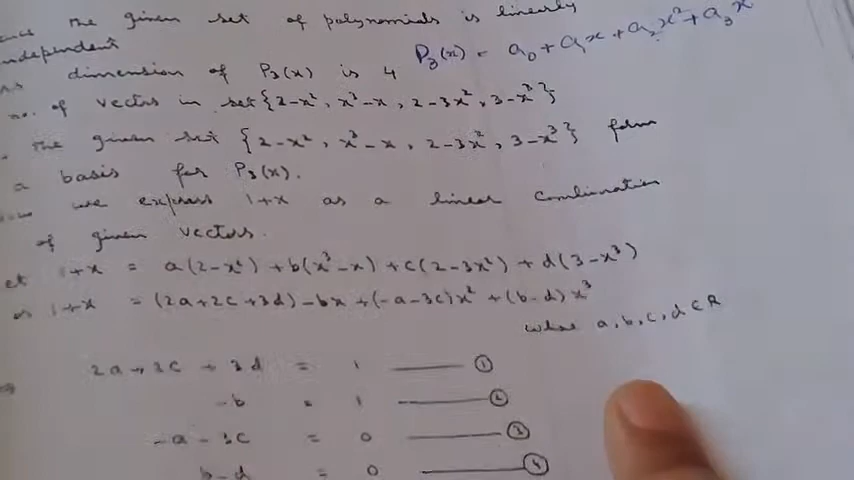 the given set of polynomials is linearly
independent
dimension of P₃(x) is 4 P₃(x) = a₀ + a₁x + a₂x² + a₃x
no. of vectors in set {2-x², x³-x, 2-3x², 3-x³}
The given set {2-x², x³-x, 2-3x², 3-x³} form
a basis for P₃(x).
we express 1+x as a linear combination
of given vectors.
1+x = a(2-x²) + b(x³-x) + c(2-3x²) + d(3-x³)
or 1+x = (2a+2c+3d) - bx + (-a-3c)x² + (b-d)x³
where a, b, c, d ∈ R
2a + 2c + 3d = 1 —— ①
-b = 1 —— ②
-a - 3c = 0 —— ③
b-d = 0 —— ④